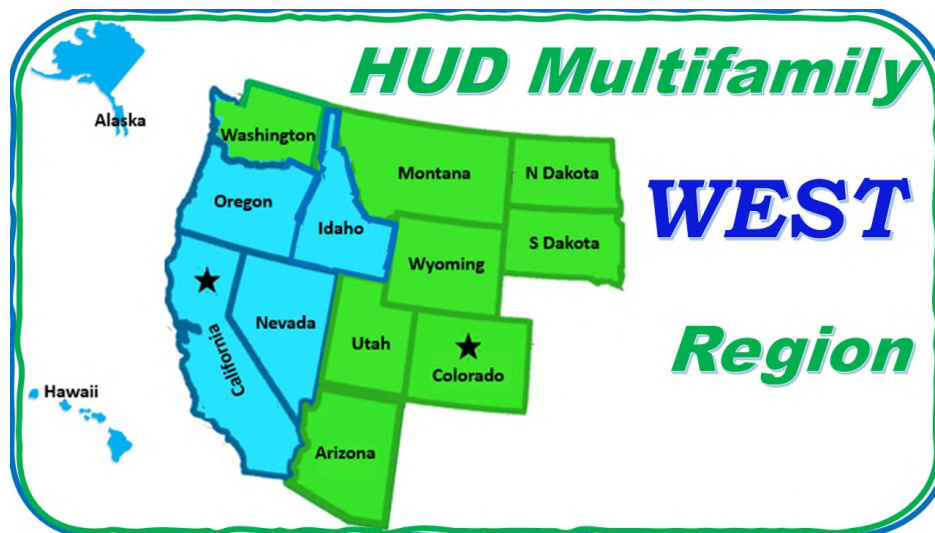 HUD Multifamily
WEST
Region
Alaska
Washington
Montana
N Dakota
Oregon
Idaho
S Dakota
Wyoming
Nevada
California
Utah
Colorado
Hawaii
Arizona